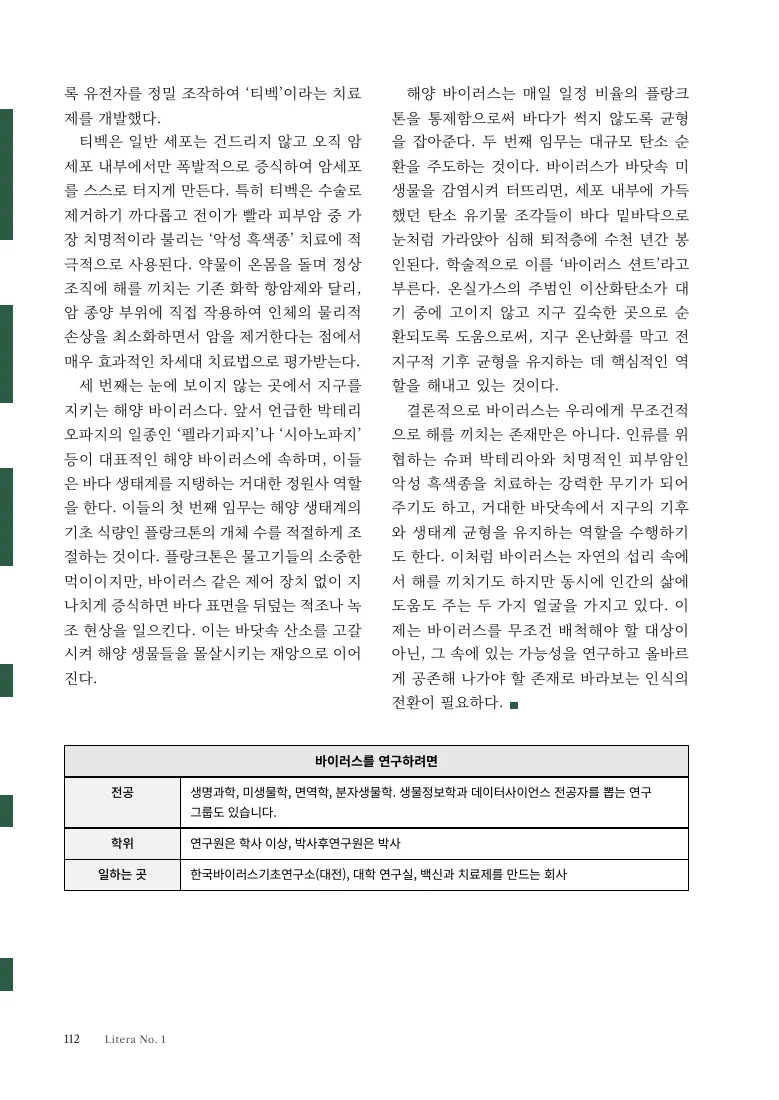 록 유전자를 정밀 조작하여 ‘티벡’이라는 치료
제를 개발했다.
티벡은 일반 세포는 건드리지 않고 오직 암
세포 내부에서만 폭발적으로 증식하여 암세포
를 스스로 터지게 만든다. 특히 티벡은 수술로
제거하기 까다롭고 전이가 빨라 피부암 중 가
장 치명적이라 불리는 ‘악성 흑색종’ 치료에 적
극적으로 사용된다. 약물이 온몸을 돌며 정상
조직에 해를 끼치는 기존 화학 항암제와 달리,
암 종양 부위에 직접 작용하여 인체의 물리적
손상을 최소화하면서 암을 제거한다는 점에서
매우 효과적인 차세대 치료법으로 평가받는다.
세 번째는 눈에 보이지 않는 곳에서 지구를
지키는 해양 바이러스다. 앞서 언급한 박테리
오파지의 일종인 ‘펠라기파지’나 ‘시아노파지’
등이 대표적인 해양 바이러스에 속하며, 이들
은 바다 생태계를 지탱하는 거대한 정원사 역할
을 한다. 이들의 첫 번째 임무는 해양 생태계의
기초 식량인 플랑크톤의 개체 수를 적절하게 조
절하는 것이다. 플랑크톤은 물고기들의 소중한
먹이이지만, 바이러스 같은 제어 장치 없이 지
나치게 증식하면 바다 표면을 뒤덮는 적조나 녹
조 현상을 일으킨다. 이는 바닷속 산소를 고갈
시켜 해양 생물들을 몰살시키는 재앙으로 이어
진다.
해양 바이러스는 매일 일정 비율의 플랑크
톤을 통제함으로써 바다가 썩지 않도록 균형
을 잡아준다. 두 번째 임무는 대규모 탄소 순
환을 주도하는 것이다. 바이러스가 바닷속 미
생물을 감염시켜 터뜨리면, 세포 내부에 가득
했던 탄소 유기물 조각들이 바다 밑바닥으로
눈처럼 가라앉아 심해 퇴적층에 수천 년간 봉
인된다. 학술적으로 이를 ‘바이러스 션트’라고
부른다. 온실가스의 주범인 이산화탄소가 대
기 중에 고이지 않고 지구 깊숙한 곳으로 순
환되도록 도움으로써, 지구 온난화를 막고 전
지구적 기후 균형을 유지하는 데 핵심적인 역
할을 해내고 있는 것이다.
결론적으로 바이러스는 우리에게 무조건적
으로 해를 끼치는 존재만은 아니다. 인류를 위
협하는 슈퍼 박테리아와 치명적인 피부암인
악성 흑색종을 치료하는 강력한 무기가 되어
주기도 하고, 거대한 바닷속에서 지구의 기후
와 생태계 균형을 유지하는 역할을 수행하기
도 한다. 이처럼 바이러스는 자연의 섭리 속에
서 해를 끼치기도 하지만 동시에 인간의 삶에
도움도 주는 두 가지 얼굴을 가지고 있다. 이
제는 바이러스를 무조건 배척해야 할 대상이
아닌, 그 속에 있는 가능성을 연구하고 올바르
게 공존해 나가야 할 존재로 바라보는 인식의
전환이 필요하다.
바이러스를 연구하려면
전공
생명과학, 미생물학, 면역학, 분자생물학. 생물정보학과 데이터사이언스 전공자를 뽑는 연구
그룹도 있습니다.
학위
연구원은 학사 이상, 박사후연구원은 박사
일하는 곳
한국바이러스기초연구소(대전), 대학 연구실, 백신과 치료제를 만드는 회사
112 Litera No. 1